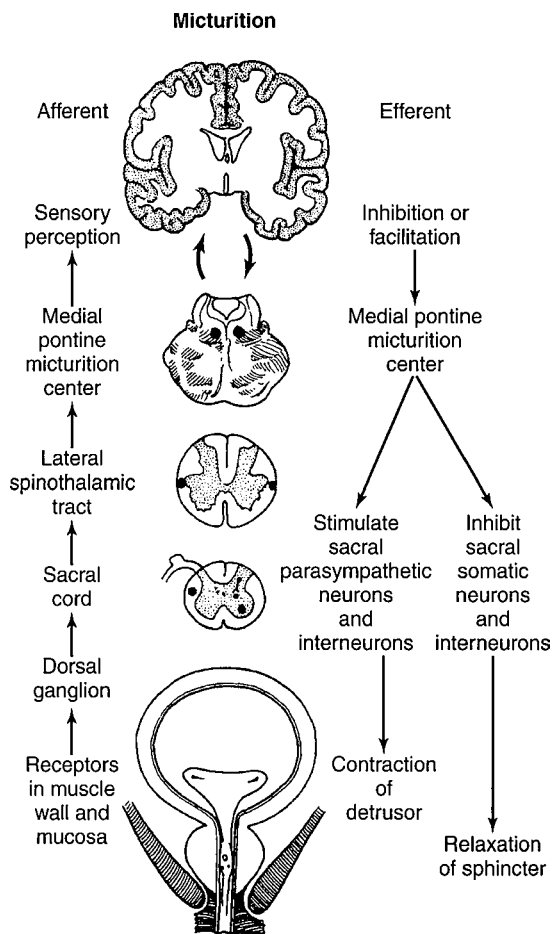 Micturition
Afferent
Sensory
perception
Medial
pontine
micturition
center
Lateral
spinothalamic
tract
Sacral
cord
Dorsal
ganglion
Receptors
in muscle
wall and
mucosa
Efferent
Inhibition or
facilitation
Medial pontine
micturition
center
Stimulate
sacral
parasympathetic
neurons
and
interneurons
Contraction
of
detrusor
Inhibit
sacral
somatic
neurons
and
interneurons
Relaxation
of sphincter